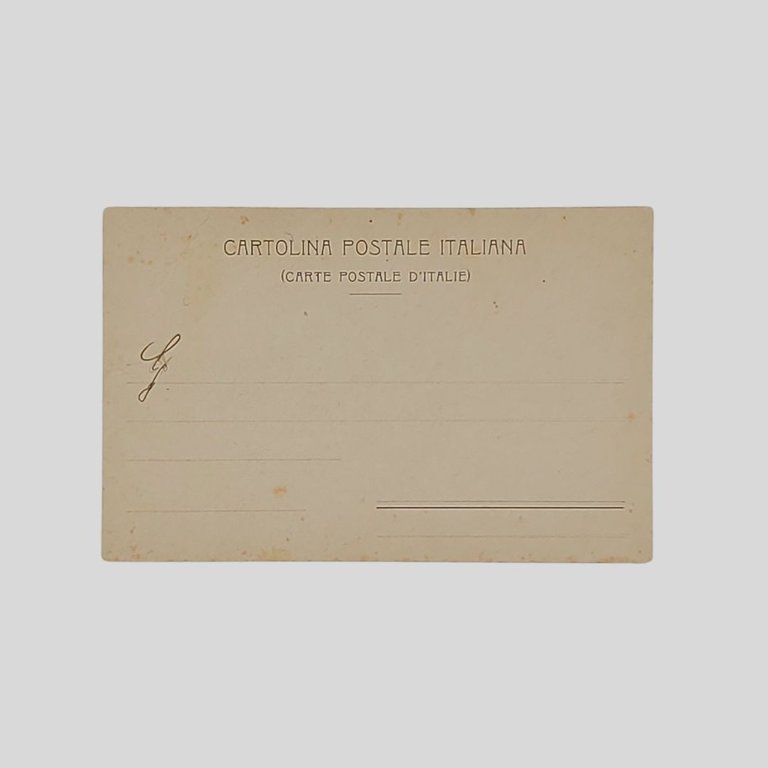 CARTOLINA POSTALE ITALIANA
(CARTE POSTALE D'ITALIE)